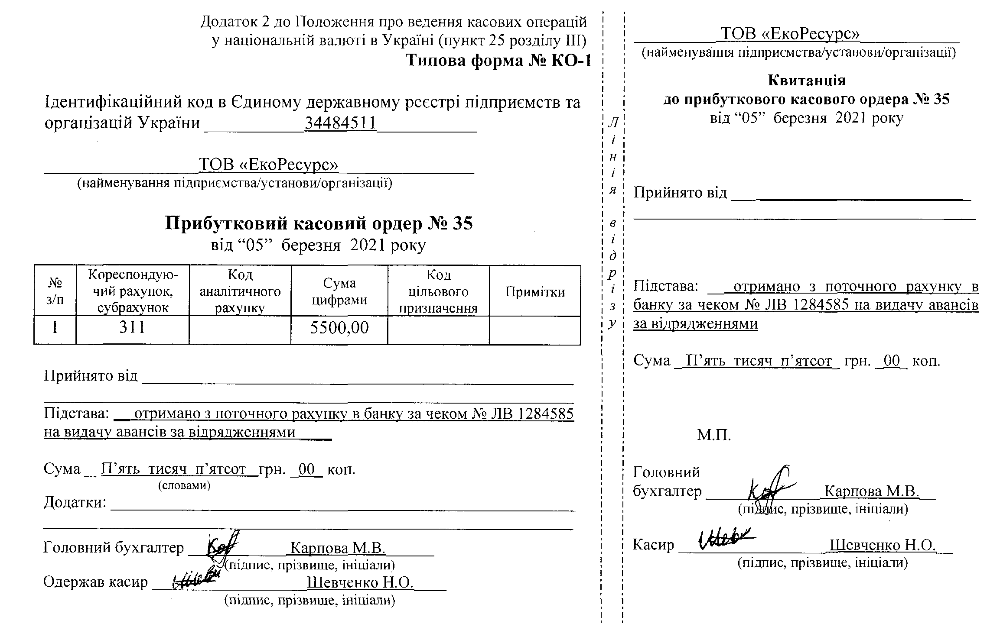 Додаток 2 до Положення про ведення касових операцій
у національній валюті в Україні (пункт 25 розділу III)
Типова форма № КО-1
Ідентифікаційний код в Єдиному державному реєстрі підприємств та
організацій України 34484511
ТОВ «ЕкоРесурс»
(найменування підприємства/установи/організації)
Прибутковий касовий ордер № 35
від “05” березня 2021 року
№ з/п
Кореспондую-чий рахунок, субрахунок
Код аналітичного рахунку
Сума цифрами
Код цільового призначення
Примітки
1 311 5500,00
Прийнято від
Підстава: отримано з поточного рахунку в банку за чеком № ЛВ 1284585
на видачу авансів за відрядженнями
Сума П’ять тисяч п’ятсот грн. 00 коп.
(словами)
Додатки:
Головний бухгалтер Карпова М.В.
(підпис, прізвище, ініціали)
Одержав касир Шевченко Н.О.
(підпис, прізвище, ініціали)
Лінія відрізу
ТОВ «ЕкоРесурс»
(найменування підприємства/установи/організації)
Квитанція
до прибуткового касового ордера № 35
від “05” березня 2021 року
Прийнято від
Підстава: отримано з поточного рахунку в
банку за чеком № ЛВ 1284585 на видачу авансів
за відрядженнями
Сума П’ять тисяч п’ятсот грн. 00 коп.
М.П.
Головний
бухгалтер Карпова М.В.
(підпис, прізвище, ініціали)
Касир Шевченко Н.О.
(підпис, прізвище, ініціали)